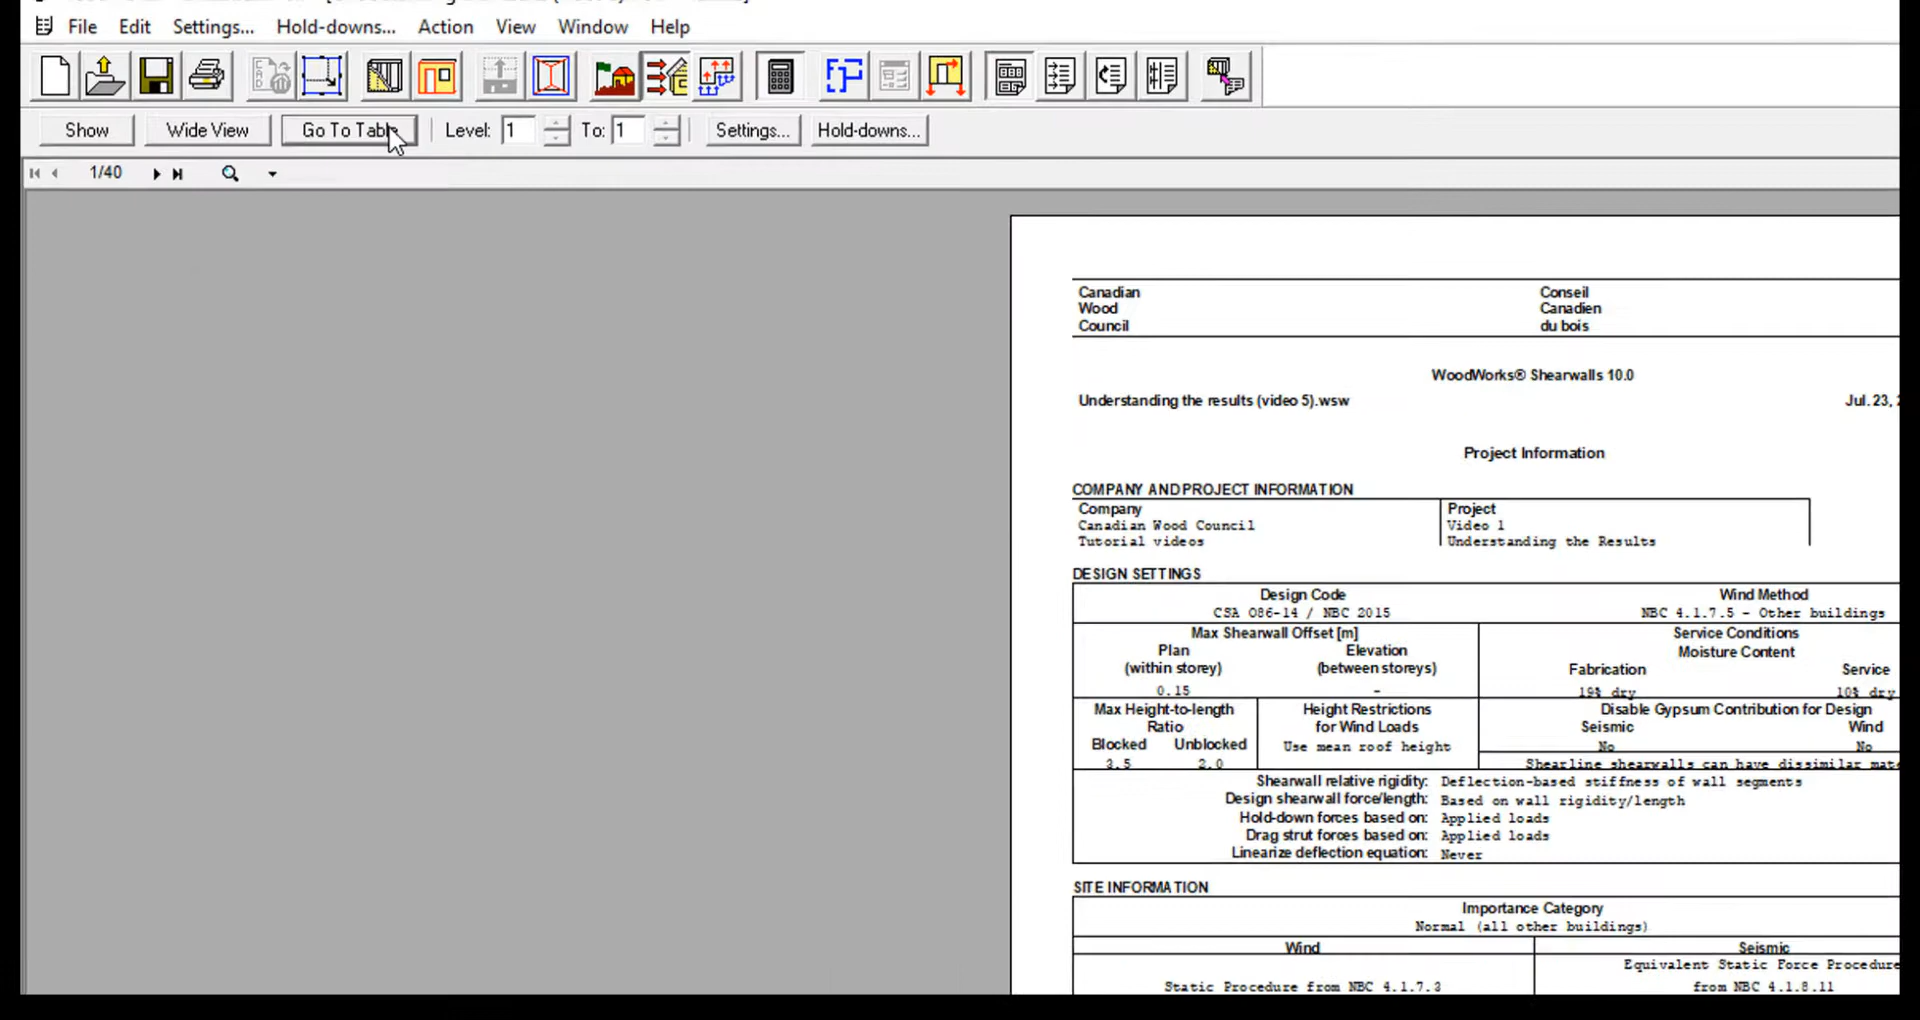 File Edit Settings... Hold-downs... Action View Window Help
Show Wide View Go To Table Level: 1 To: 1 Settings... Hold-downs...
1/40
Canadian Conseil
Wood Canadien
Council du bois
WoodWorks® Shearwalls 10.0
Understanding the results (video 5).wsw Jul. 23,
Project Information
COMPANY AND PROJECT INFORMATION
Company Project
Canadian Wood Council Video 1
Tutorial videos Understanding the Results
DESIGN SETTINGS
Design Code Wind Method
CSA O86-14 / NBC 2015 NBC 4.1.7.5 - Other buildings
Max Shearwall Offset [m] Service Conditions
Plan Elevation Moisture Content
(within storey) (between storeys) Fabrication Service
0.15 - 19% dry 10% dry
Max Height-to-length Height Restrictions Disable Gypsum Contribution for Design
Ratio for Wind Loads Seismic Wind
Blocked Unblocked Use mean roof height No No
3.5 2.0 Shearline shearwalls can have dissimilar
Shearwall relative rigidity: Deflection-based stiffness of wall segments
Design shearwall force/length: Based on wall rigidity/length
Hold-down forces based on: Applied loads
Drag strut forces based on: Applied loads
Linearize deflection equation: Never
SITE INFORMATION
Importance Category
Normal (all other buildings)
Wind Seismic
Equivalent Static Force Procedure
Static Procedure from NBC 4.1.7.3 from NBC 4.1.8.11